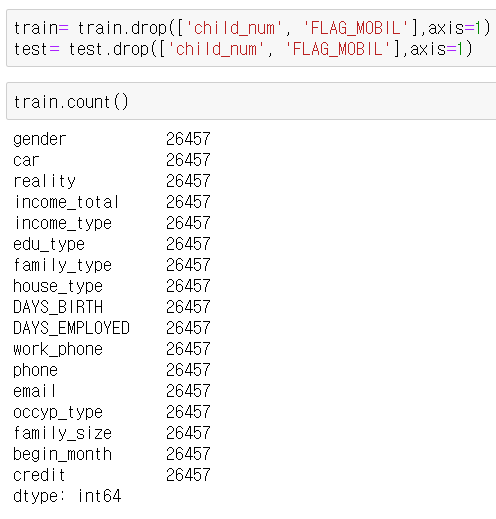 train= train.drop(['child_num', 'FLAG_MOBIL'],axis=1)
test= test.drop(['child_num', 'FLAG_MOBIL'],axis=1)
train.count()
gender 26457
car 26457
reality 26457
income_total 26457
income_type 26457
edu_type 26457
family_type 26457
house_type 26457
DAYS_BIRTH 26457
DAYS_EMPLOYED 26457
work_phone 26457
phone 26457
email 26457
occyp_type 26457
family_size 26457
begin_month 26457
credit 26457
dtype: int64